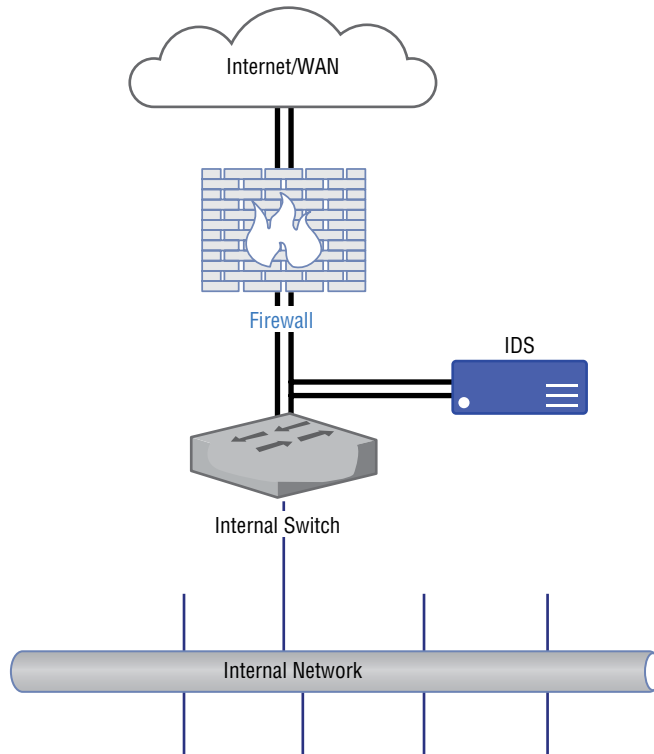 Internet/WAN
Firewall
IDS
Internal Switch
Internal Network